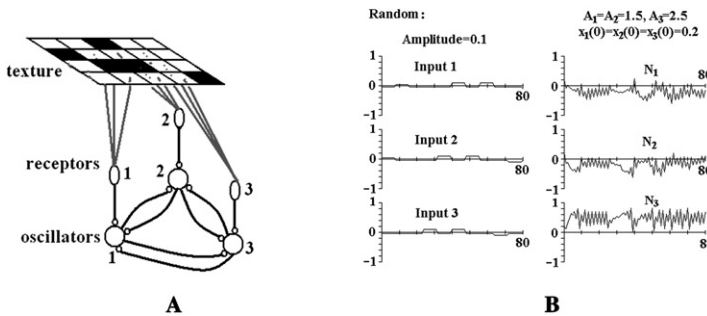 texture
receptors
oscillators
1
2
3
1
2
3
A
Random :
Amplitude=0.1
Input 1
1
0
-1
80
Input 2
1
0
-1
80
Input 3
1
0
-1
80
A₁=A₂=1.5, A₃=2.5
x₁(0)=x₂(0)=x₃(0)=0.2
N₁
1
0
-1
80
N₂
1
0
-1
80
N₃
1
0
-1
B